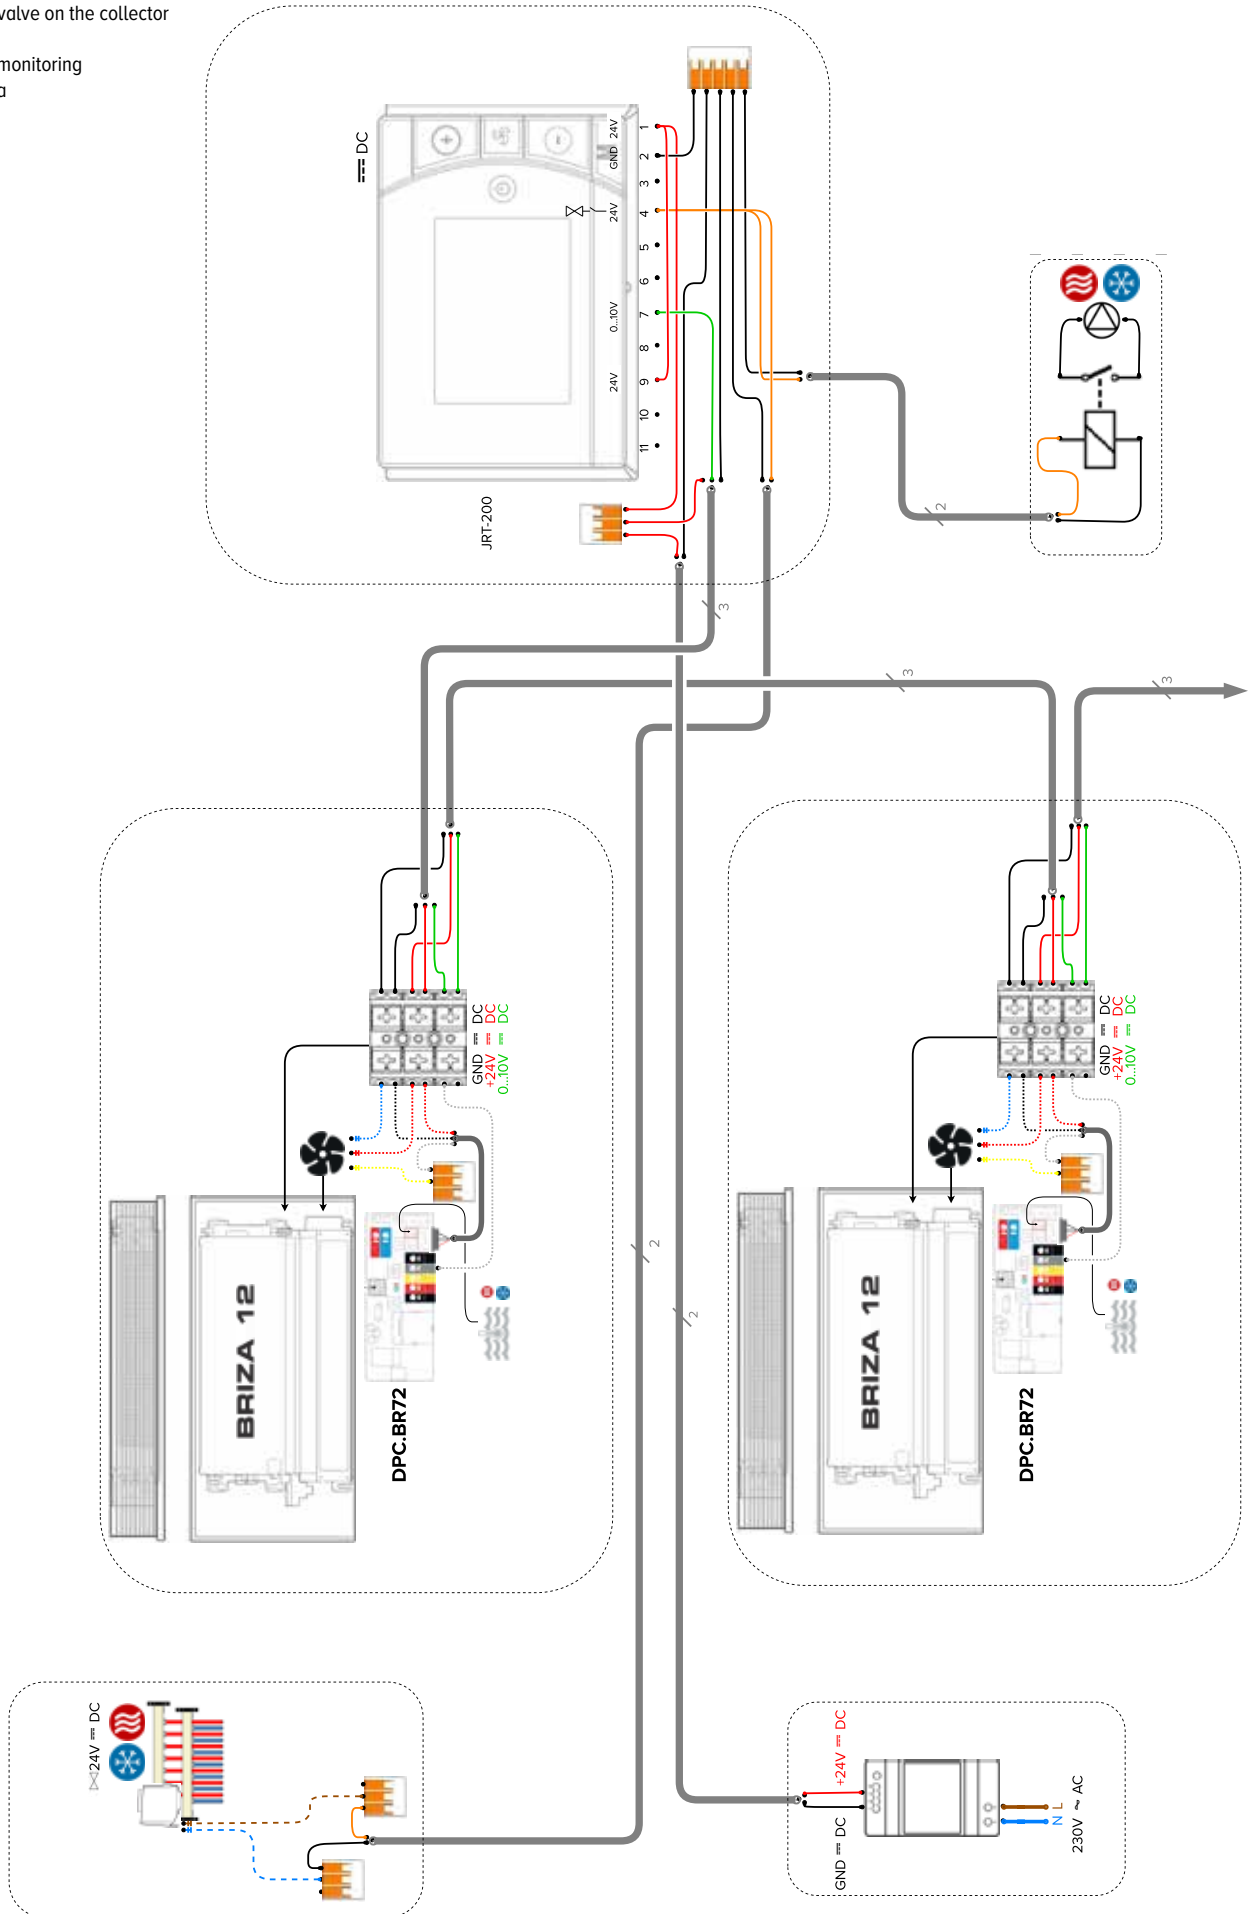 valve on the collector
monitoring
a
DC
24V
GND
24V
0...10V
24V
1
2
3
4
5
6
7
8
9
10
11
JRT-200
2
3
3
3
GND DC
+24V DC
0...10V DC
GND DC
+24V DC
0...10V DC
BRIZA 12
DPC.BR72
BRIZA 12
DPC.BR72
2
2
24V DC
+24V DC
GND DC
L
N
230V ~ AC